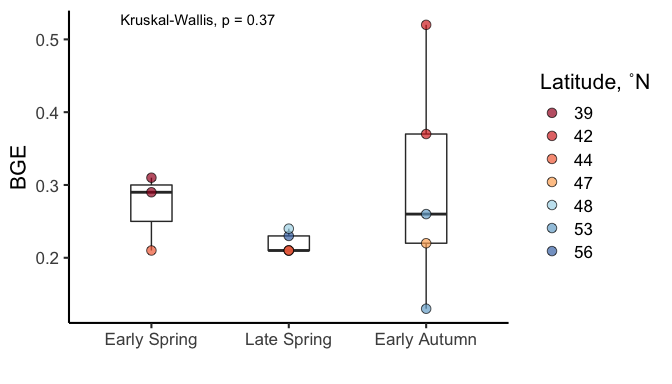 Kruskal-Wallis, p = 0.37
0.5
0.4
0.3
0.2
BGE
Early Spring Late Spring Early Autumn
Latitude, °N
39
42
44
47
48
53
56